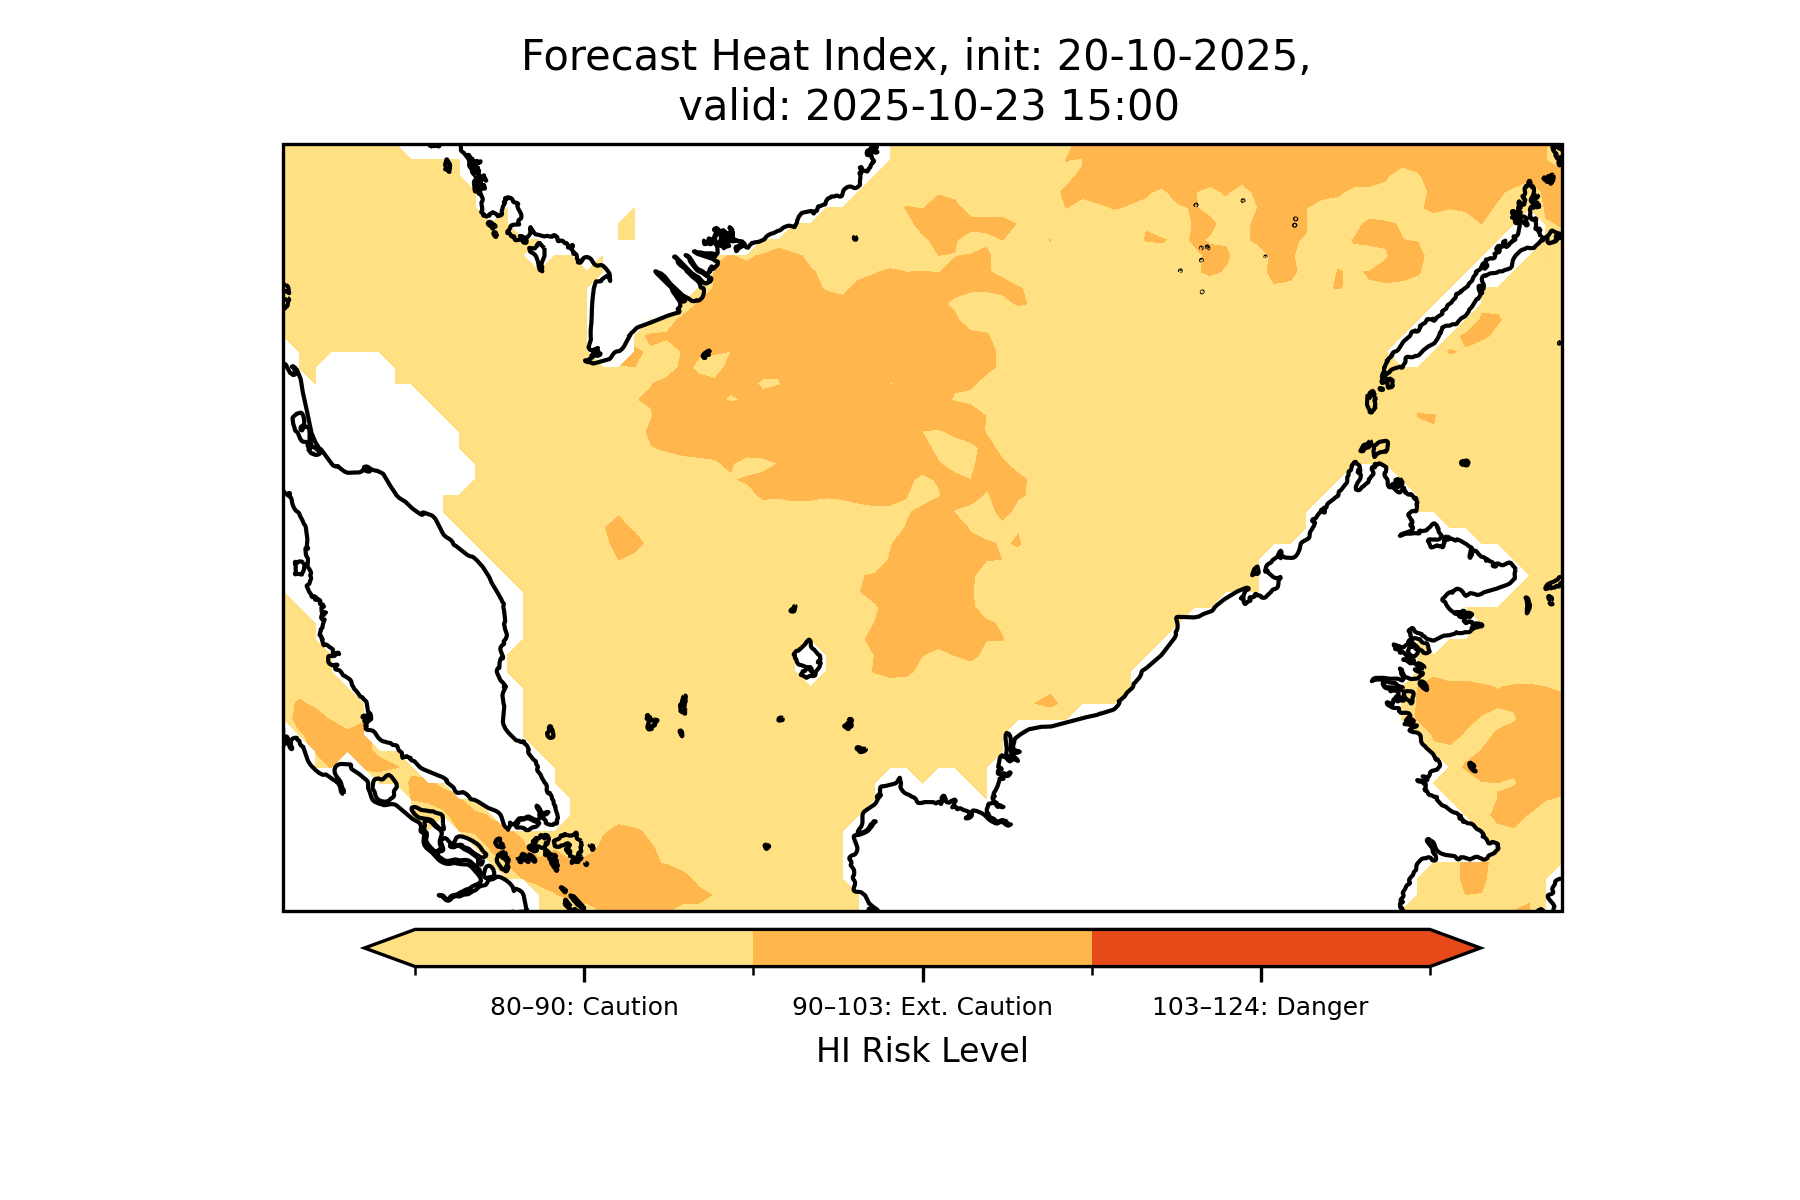 Forecast Heat Index, init: 20-10-2025,
valid: 2025-10-23 15:00
80–90: Caution
90–103: Ext. Caution
103–124: Danger
HI Risk Level